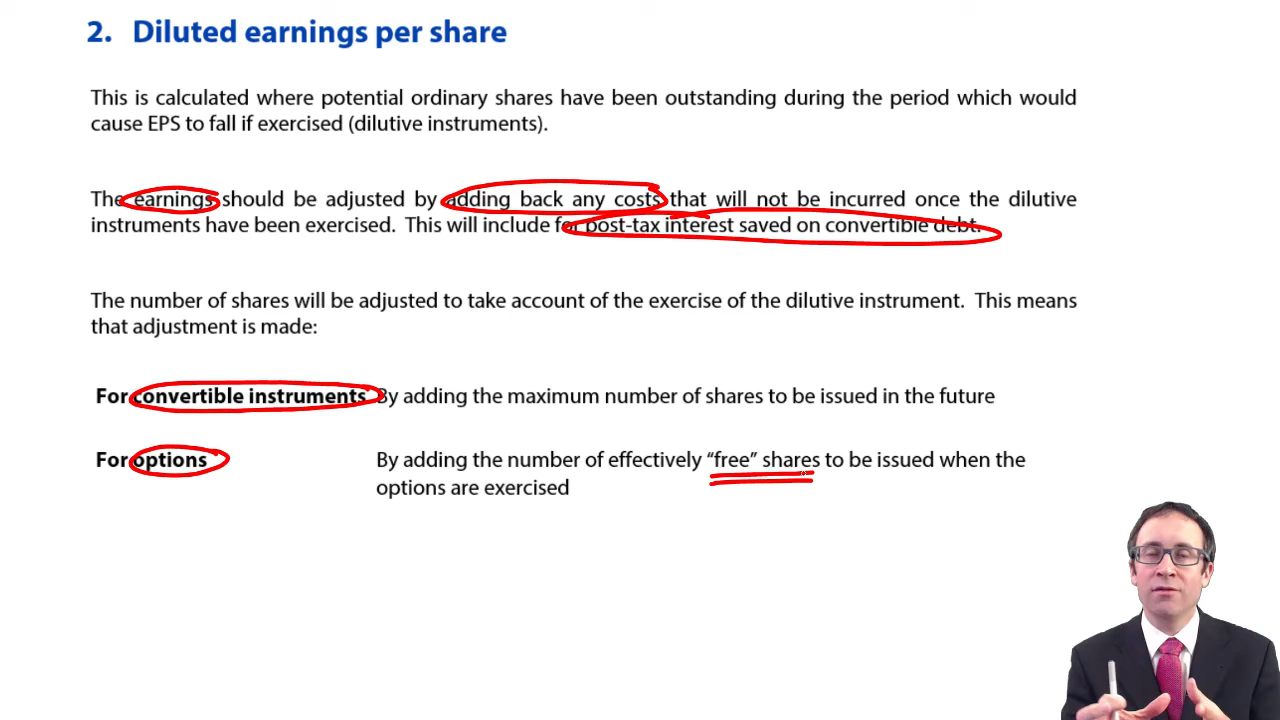 2. Diluted earnings per share
This is calculated where potential ordinary shares have been outstanding during the period which would
cause EPS to fall if exercised (dilutive instruments).
The earnings should be adjusted by adding back any costs that will not be incurred once the dilutive
instruments have been exercised. This will include for post-tax interest saved on convertible debt.
The number of shares will be adjusted to take account of the exercise of the dilutive instrument. This means
that adjustment is made:
For convertible instruments By adding the maximum number of shares to be issued in the future
For options By adding the number of effectively “free” shares to be issued when the
options are exercised